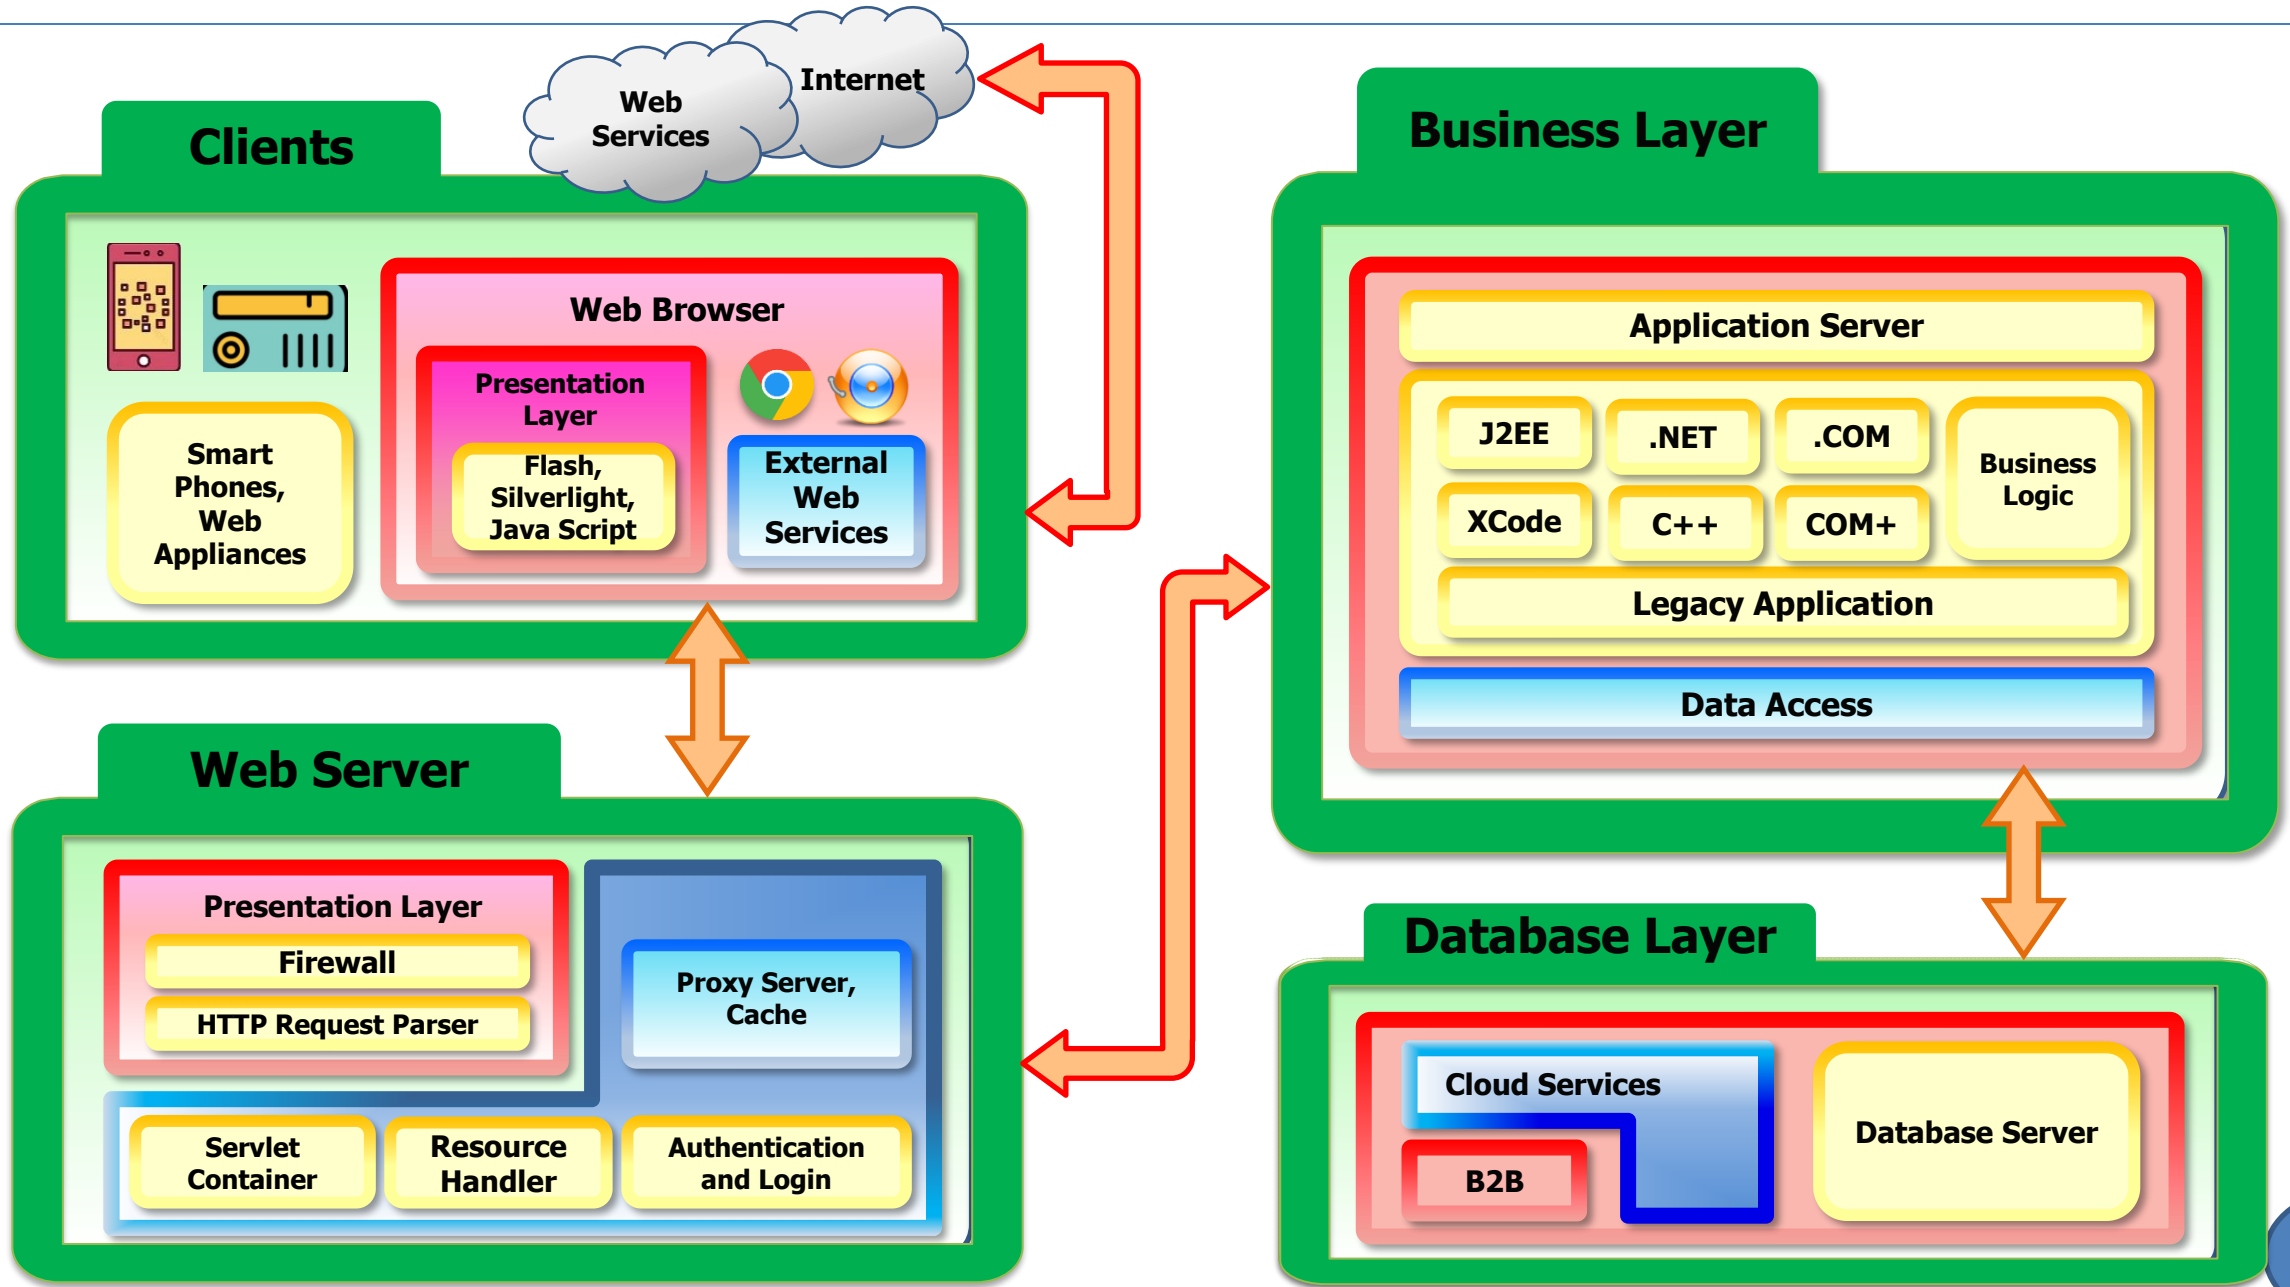 Web
Services
Internet
Clients
Web Browser
Presentation
Layer
Flash,
Silverlight,
Java Script
External
Web
Services
Smart
Phones,
Web
Appliances
Business Layer
Application Server
J2EE
.NET
.COM
XCode
C++
COM+
Business
Logic
Legacy Application
Data Access
Web Server
Presentation Layer
Firewall
HTTP Request Parser
Proxy Server,
Cache
Servlet
Container
Resource
Handler
Authentication
and Login
Database Layer
Cloud Services
B2B
Database Server